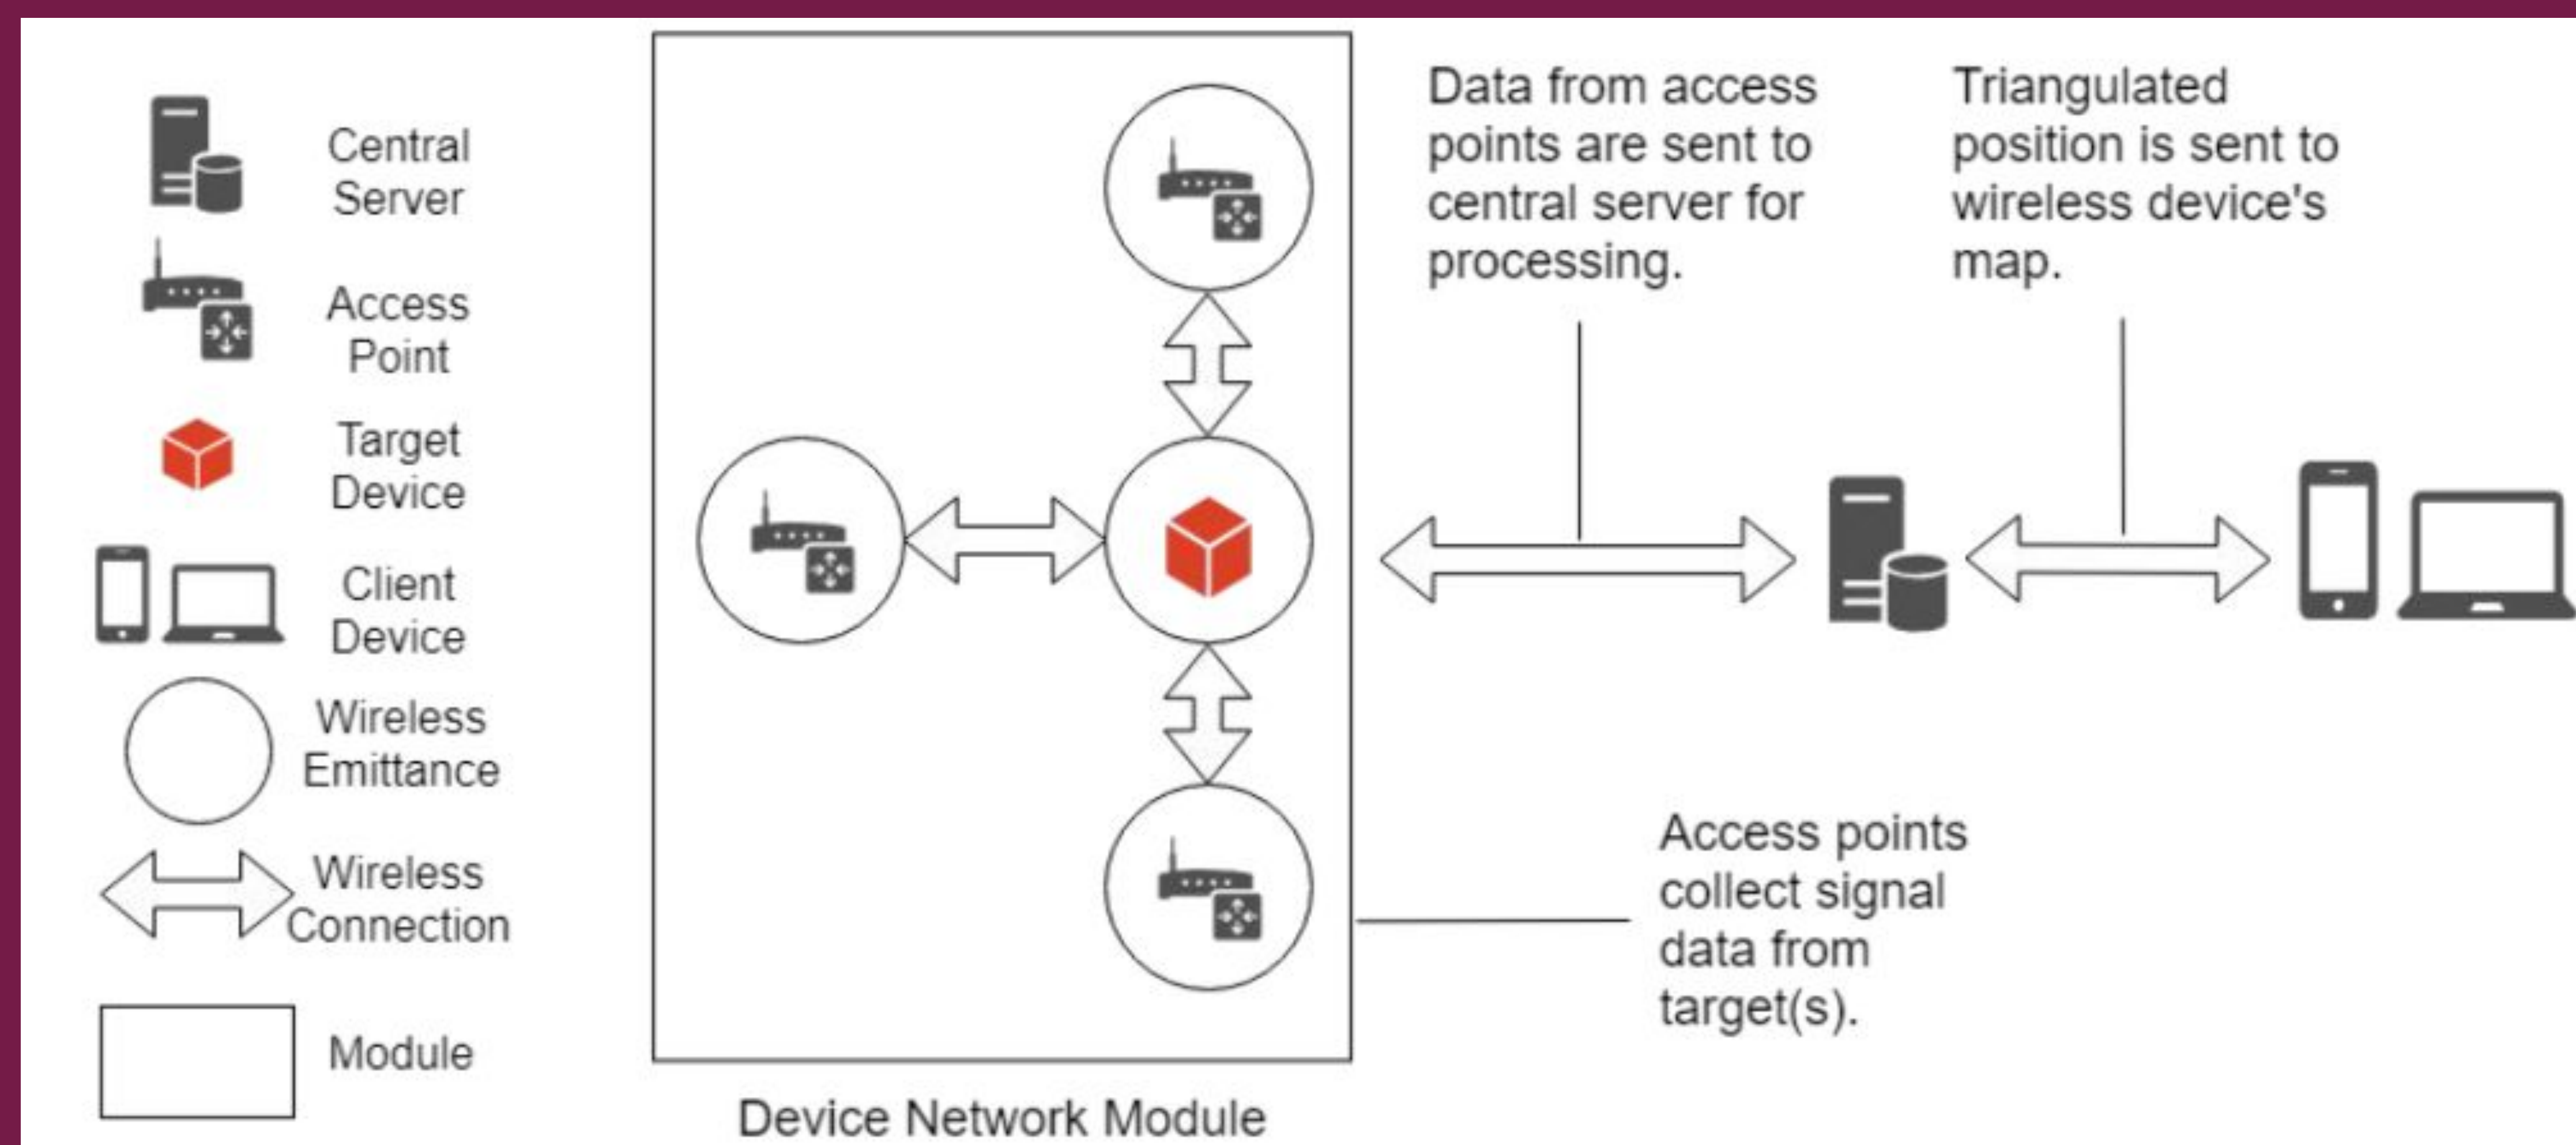 Central
Server
Access
Point
Target
Device
Client
Device
Wireless
Emittance
Wireless
Connection
Module
Device Network Module
Data from access
points are sent to
central server for
processing.
Triangulated
position is sent to
wireless device's
map.
Access points
collect signal
data from
target(s).